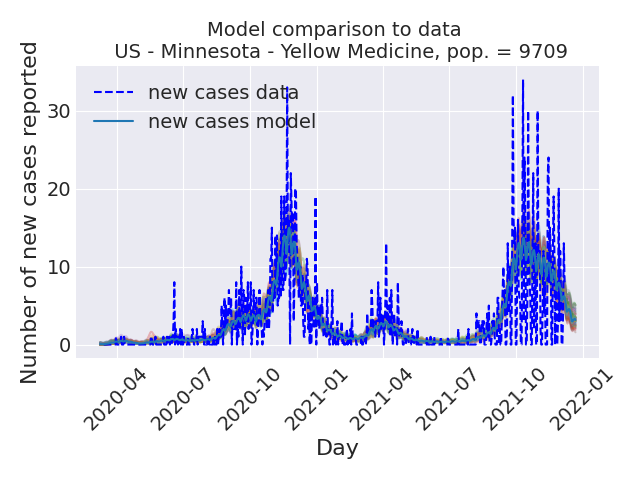 Model comparison to data
US - Minnesota - Yellow Medicine, pop. = 9709
Number of new cases reported
new cases data
new cases model
30
20
10
0
2020-04
2020-07
2020-10
2021-01
2021-04
2021-07
2021-10
2022-01
Day